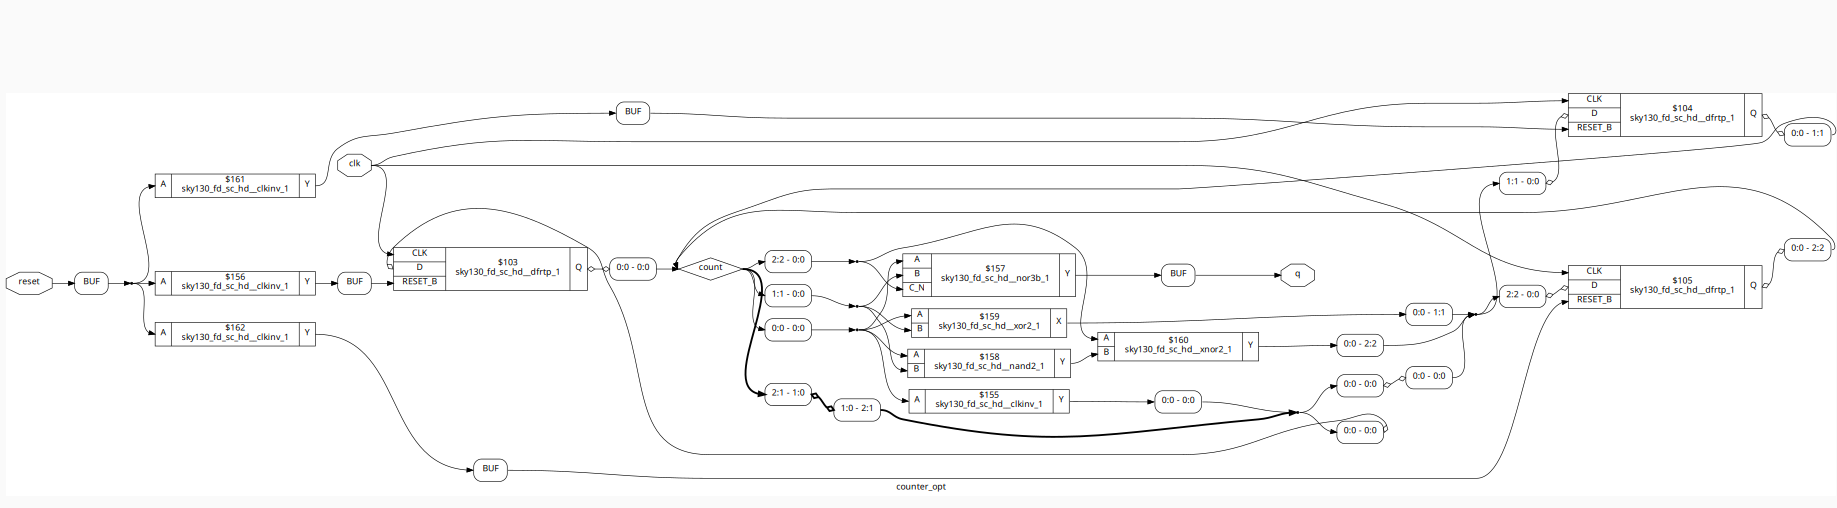 BUF
CLK
$104
D
sky130_fd_sc_hd__dfrtp_1
Q
RESET_B
0:0 - 1:1
clk
$161
A
sky130_fd_sc_hd__clkinv_1
Y
1:1 - 0:0
CLK
$103
D
sky130_fd_sc_hd__dfrtp_1
Q
RESET_B
0:0 - 0:0
count
2:2 - 0:0
A
B
C_N
$157
sky130_fd_sc_hd__nor3b_1
Y
BUF
q
0:0 - 2:2
CLK
$105
D
sky130_fd_sc_hd__dfrtp_1
Q
RESET_B
reset
BUF
$156
A
sky130_fd_sc_hd__clkinv_1
Y
BUF
1:1 - 0:0
2:2 - 0:0
0:0 - 0:0
A
B
$159
sky130_fd_sc_hd__xor2_1
X
0:0 - 1:1
$162
A
sky130_fd_sc_hd__clkinv_1
Y
A
B
$160
sky130_fd_sc_hd__xnor2_1
Y
0:0 - 2:2
A
B
$158
sky130_fd_sc_hd__nand2_1
Y
0:0 - 0:0
0:0 - 0:0
2:1 - 1:0
1:0 - 2:1
$155
A
sky130_fd_sc_hd__clkinv_1
Y
0:0 - 0:0
0:0 - 0:0
BUF
counter_opt